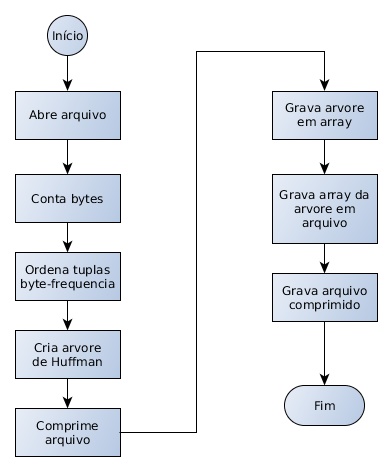 Início
Abre arquivo
Conta bytes
Ordena tuplas
byte-frequencia
Cria arvore
de Huffman
Comprime
arquivo
Grava arvore
em array
Grava array da
arvore em
arquivo
Grava arquivo
comprimido
Fim